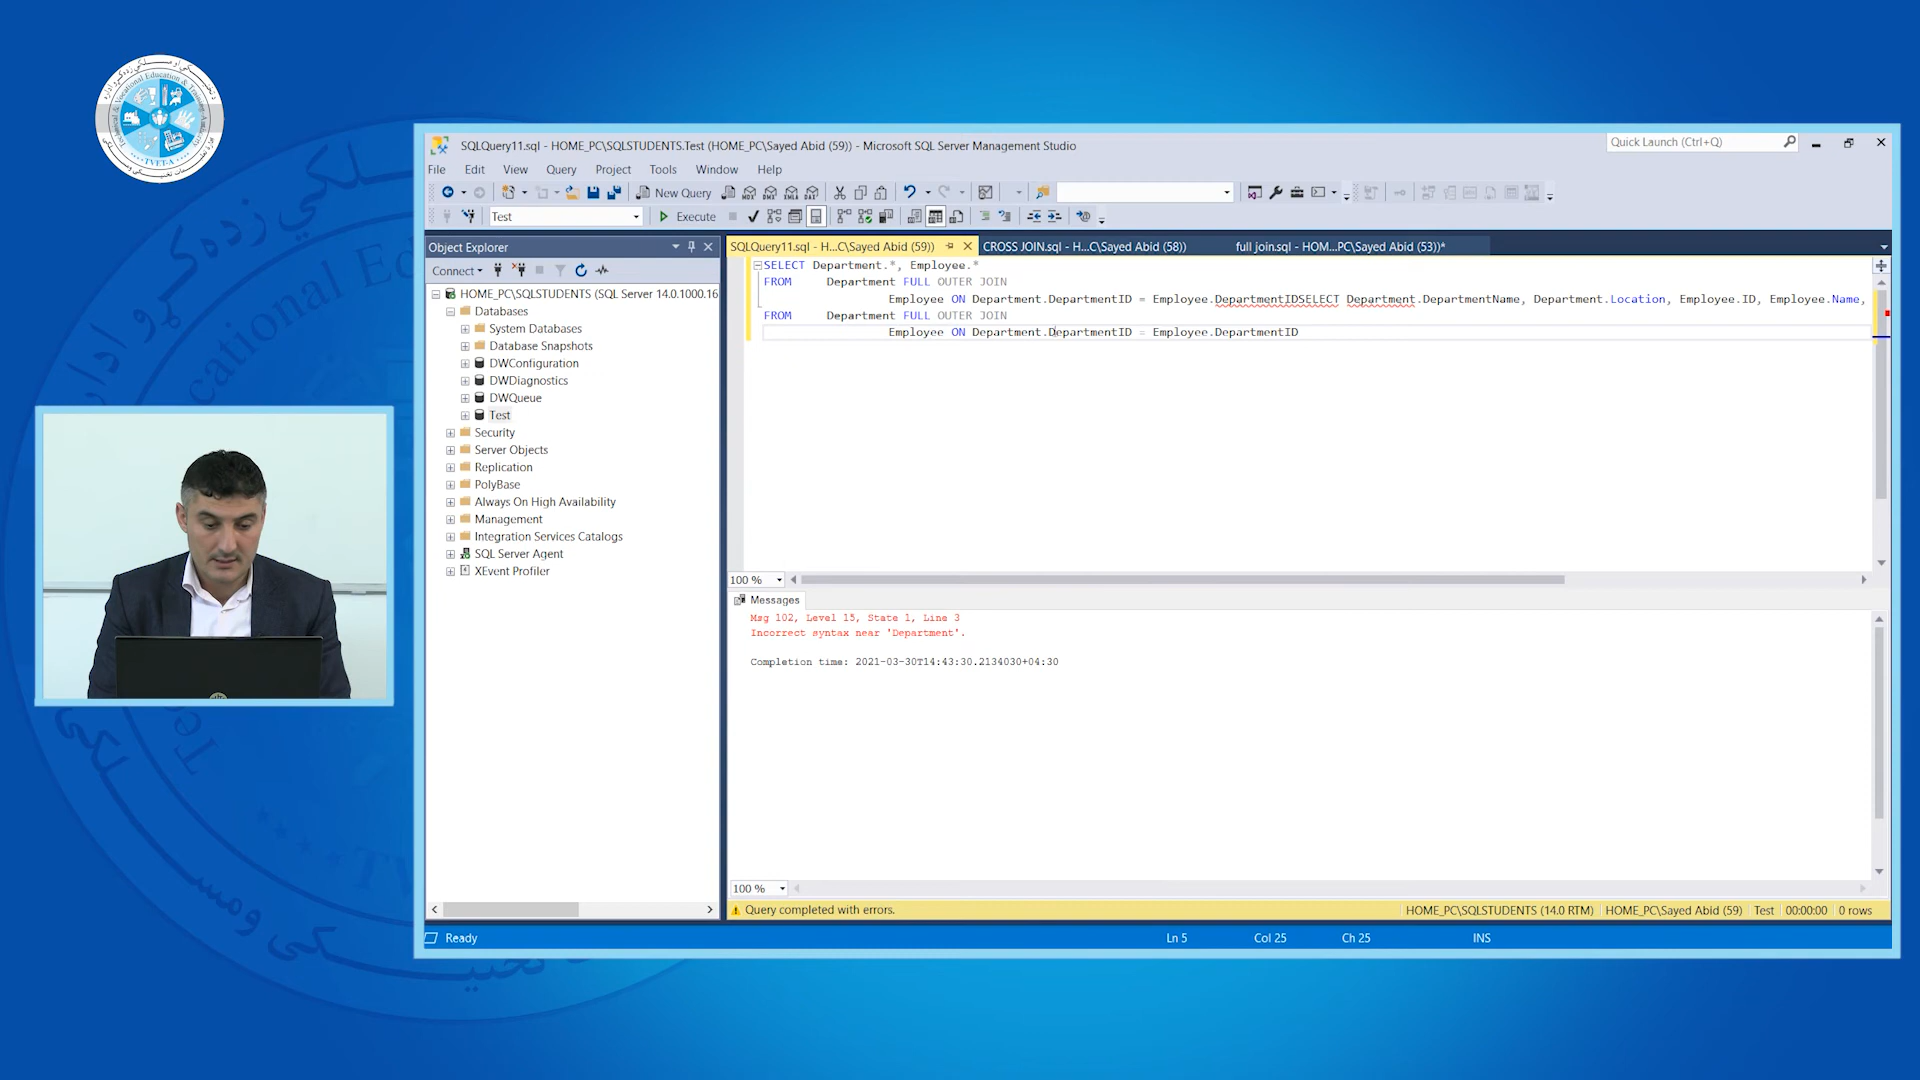 Technical & Vocational Education & Training Authority
TVET-A
SQLQuery11.sql - HOME_PC\SQLSTUDENTS.Test (HOME_PC\Sayed Abid (59)) - Microsoft SQL Server Management Studio
Quick Launch (Ctrl+Q)
File Edit View Query Project Tools Window Help
New Query
Test
Execute
Object Explorer
SQLQuery11.sql - H...C\Sayed Abid (59))
CROSS JOIN.sql - H...C\Sayed Abid (58))
full join.sql - HOM...PC\Sayed Abid (53))*
Connect
HOME_PC\SQLSTUDENTS (SQL Server 14.0.1000.16
Databases
System Databases
Database Snapshots
DWConfiguration
DWDiagnostics
DWQueue
Test
Security
Server Objects
Replication
PolyBase
Always On High Availability
Management
Integration Services Catalogs
SQL Server Agent
XEvent Profiler
SELECT Department.*, Employee.*
FROM Department FULL OUTER JOIN
Employee ON Department.DepartmentID = Employee.DepartmentIDSELECT Department.DepartmentName, Department.Location, Employee.ID, Employee.Name,
FROM Department FULL OUTER JOIN
Employee ON Department.DepartmentID = Employee.DepartmentID
100 %
Messages
Msg 102, Level 15, State 1, Line 3
Incorrect syntax near 'Department'.
Completion time: 2021-03-30T14:43:30.2134030+04:30
100 %
Query completed with errors.
HOME_PC\SQLSTUDENTS (14.0 RTM) HOME_PC\Sayed Abid (59) Test 00:00:00 0 rows
Ready
Ln 5
Col 25
Ch 25
INS